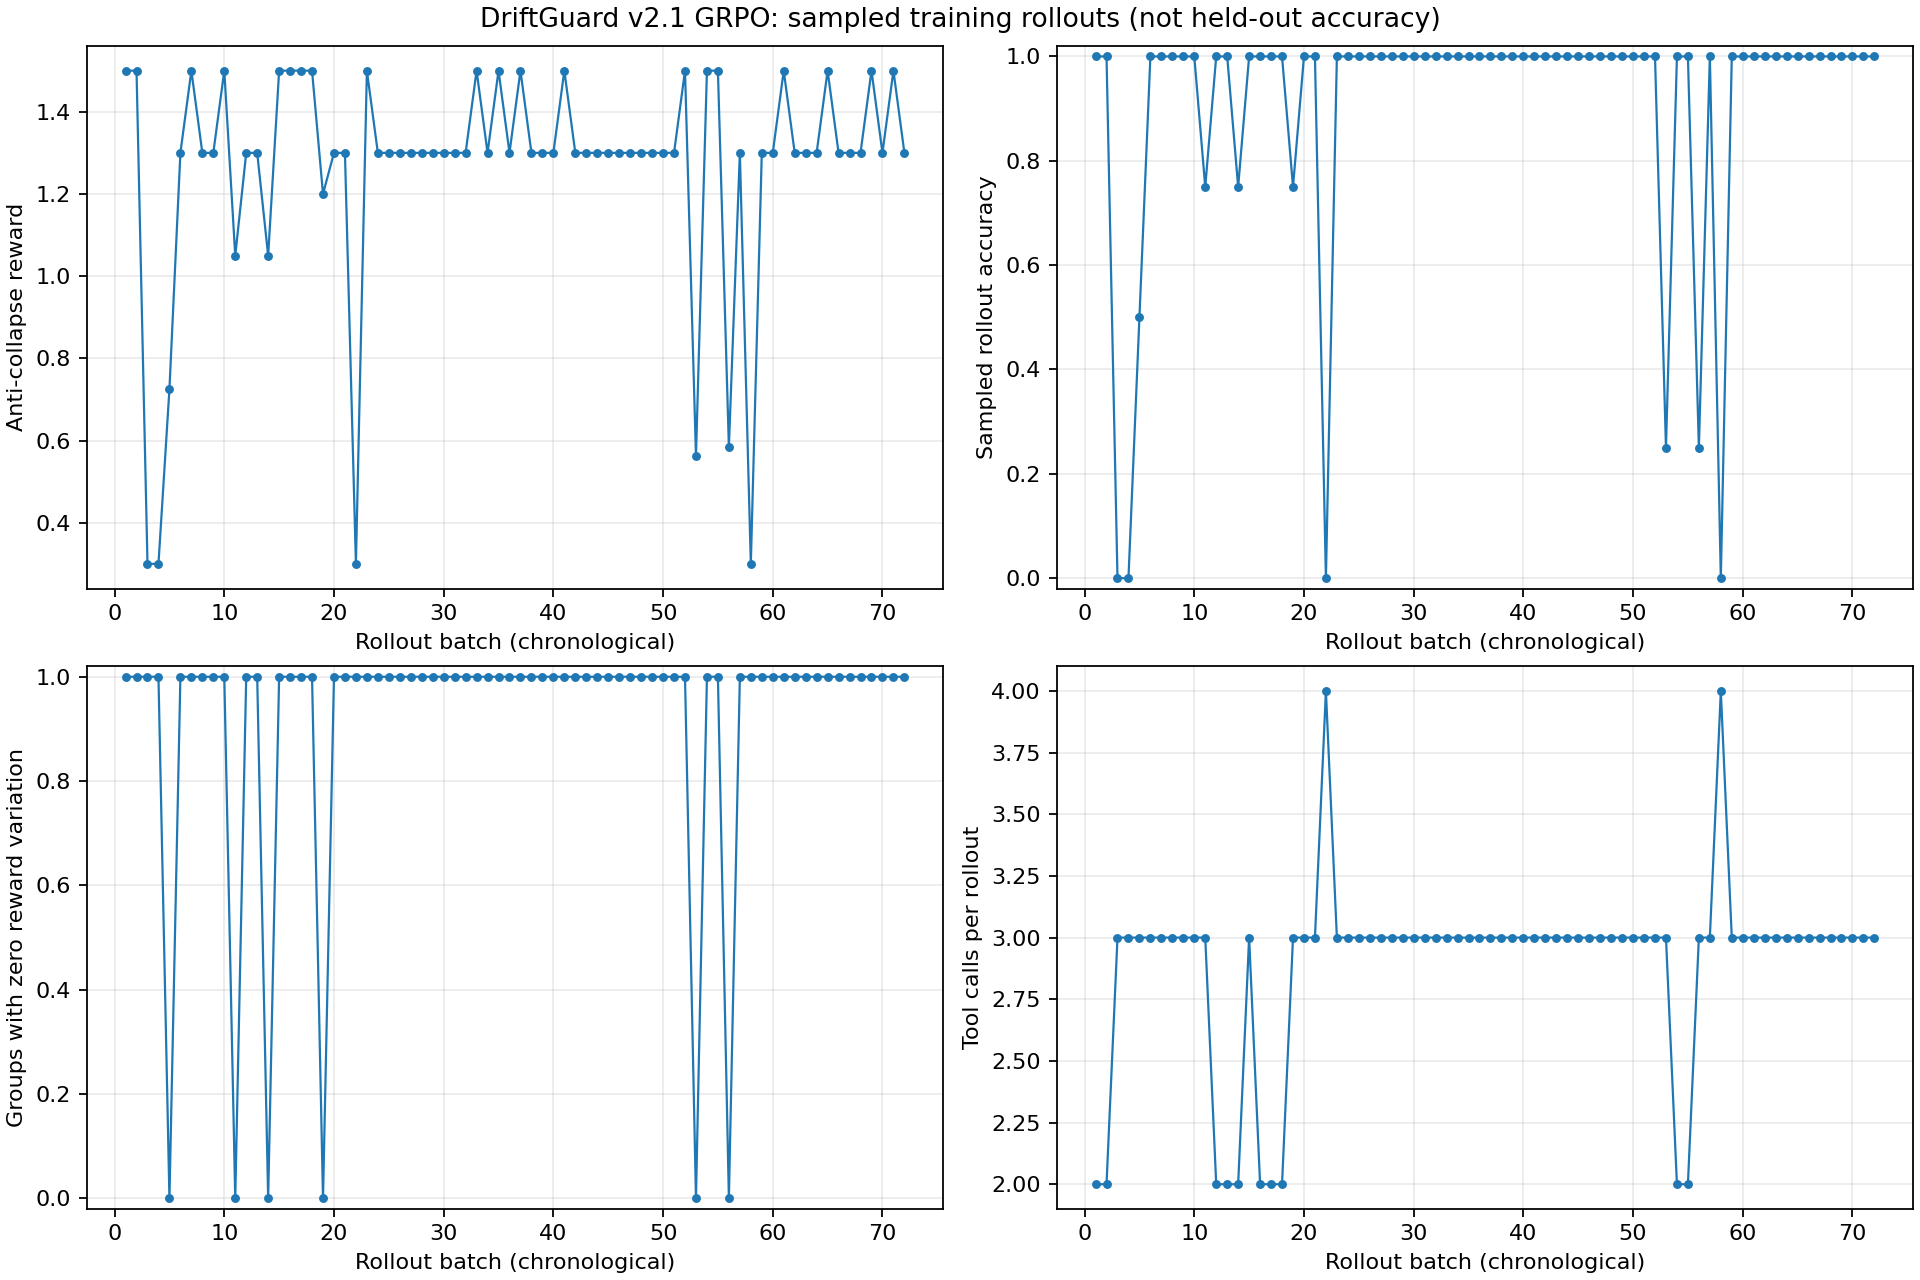 DriftGuard v2.1 GRPO: sampled training rollouts (not held-out accuracy)
Anti-collapse reward
1.4
1.2
1.0
0.8
0.6
0.4
0 10 20 30 40 50 60 70
Rollout batch (chronological)
Sampled rollout accuracy
1.0
0.8
0.6
0.4
0.2
0.0
0 10 20 30 40 50 60 70
Rollout batch (chronological)
Groups with zero reward variation
1.0
0.8
0.6
0.4
0.2
0.0
0 10 20 30 40 50 60 70
Rollout batch (chronological)
Tool calls per rollout
4.00
3.75
3.50
3.25
3.00
2.75
2.50
2.25
2.00
0 10 20 30 40 50 60 70
Rollout batch (chronological)